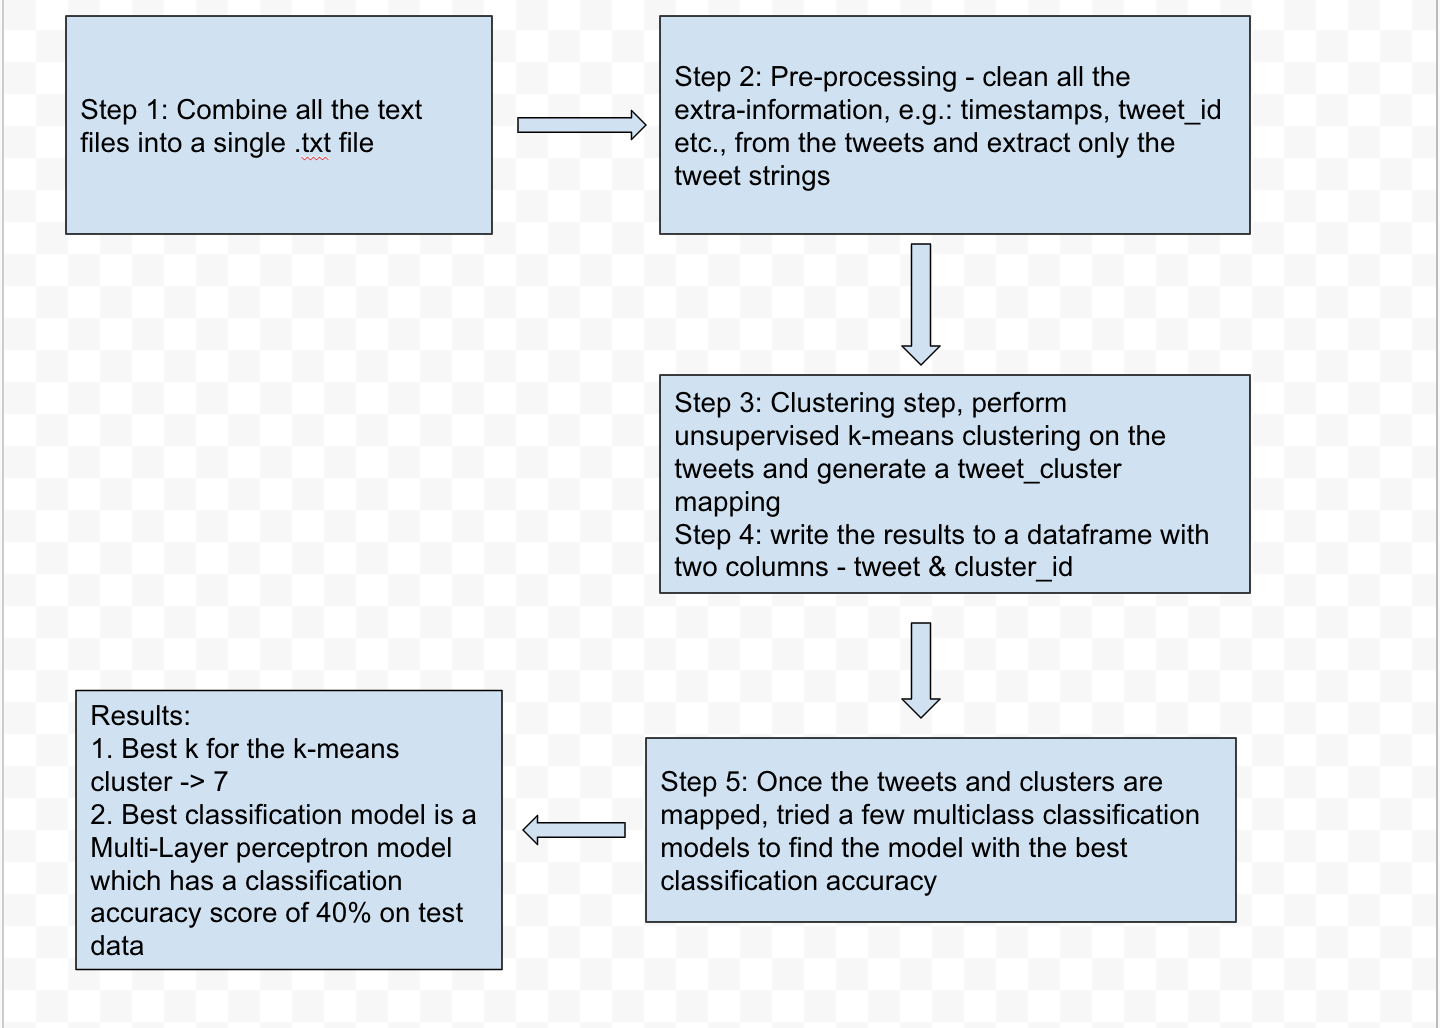 Step 1: Combine all the text
files into a single .txt file
Step 2: Pre-processing - clean all the
extra-information, e.g.: timestamps, tweet_id
etc., from the tweets and extract only the
tweet strings
Step 3: Clustering step, perform
unsupervised k-means clustering on the
tweets and generate a tweet_cluster
mapping
Step 4: write the results to a dataframe with
two columns - tweet & cluster_id
Step 5: Once the tweets and clusters are
mapped, tried a few multiclass classification
models to find the model with the best
classification accuracy
Results:
1. Best k for the k-means
cluster -> 7
2. Best classification model is a
Multi-Layer perceptron model
which has a classification
accuracy score of 40% on test
data